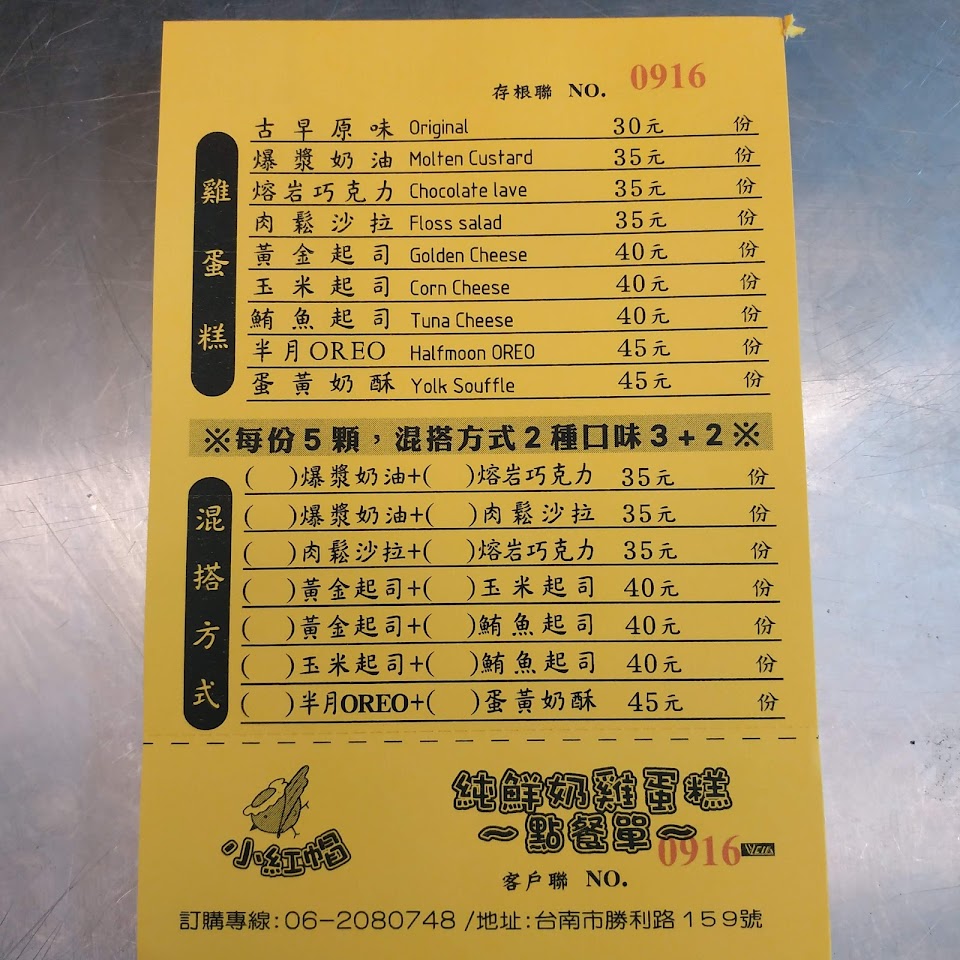 存根聯 NO. 0916
雞蛋糕
古早原味 Original 30元 份
爆漿奶油 Molten Custard 35元 份
熔岩巧克力 Chocolate lave 35元 份
肉鬆沙拉 Floss salad 35元 份
黃金起司 Golden Cheese 40元 份
玉米起司 Corn Cheese 40元 份
鮪魚起司 Tuna Cheese 40元 份
半月OREO Halfmoon OREO 45元 份
蛋黃奶酥 Yolk Souffle 45元 份
※每份5顆，混搭方式2種口味3+2※
混搭方式
( )爆漿奶油+( )熔岩巧克力 35元 份
( )爆漿奶油+( )肉鬆沙拉 35元 份
( )肉鬆沙拉+( )熔岩巧克力 35元 份
( )黃金起司+( )玉米起司 40元 份
( )黃金起司+( )鮪魚起司 40元 份
( )玉米起司+( )鮪魚起司 40元 份
( )半月OREO+( )蛋黃奶酥 45元 份
小紅帽
純鮮奶雞蛋糕
～點餐單～
客戶聯 NO. 0916
訂購專線:06-2080748/地址:台南市勝利路159號